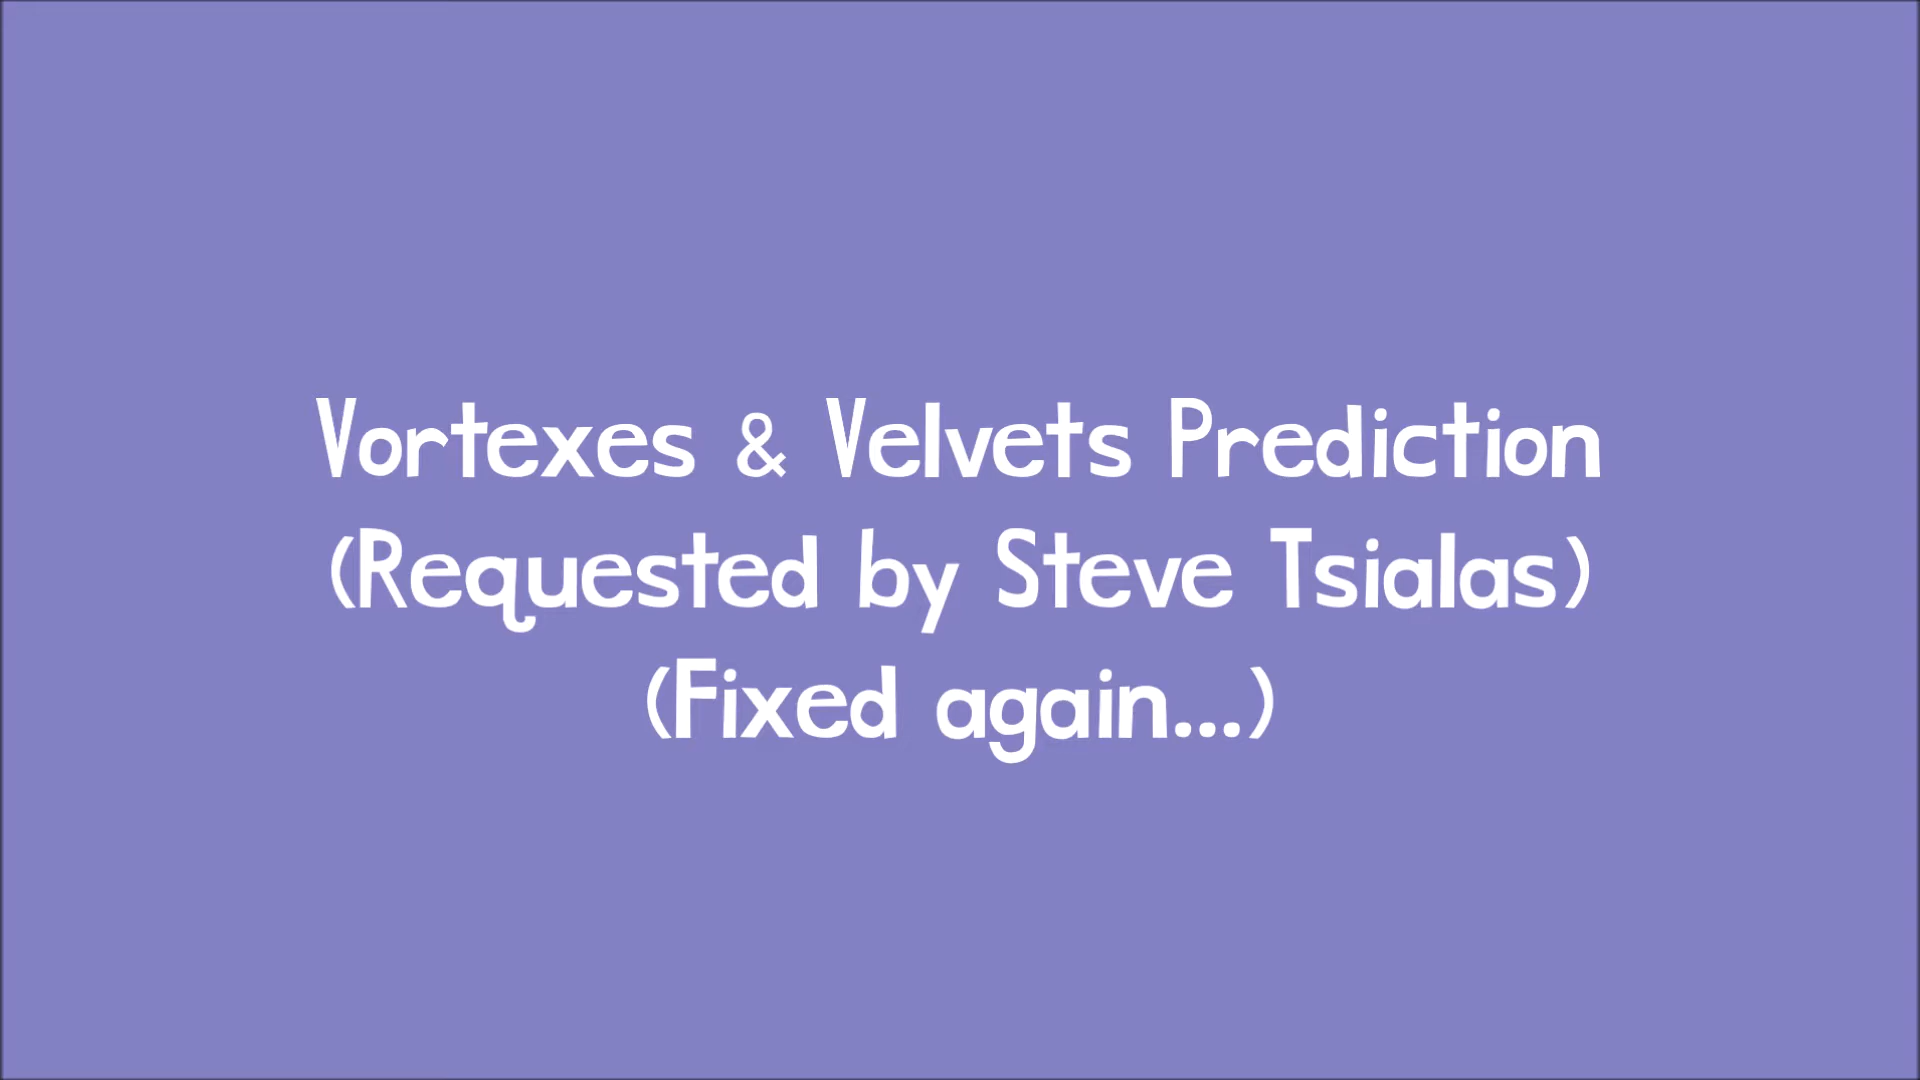 Vortexes & Velvets Prediction
(Requested by Steve Tsialas)
(Fixed again...)